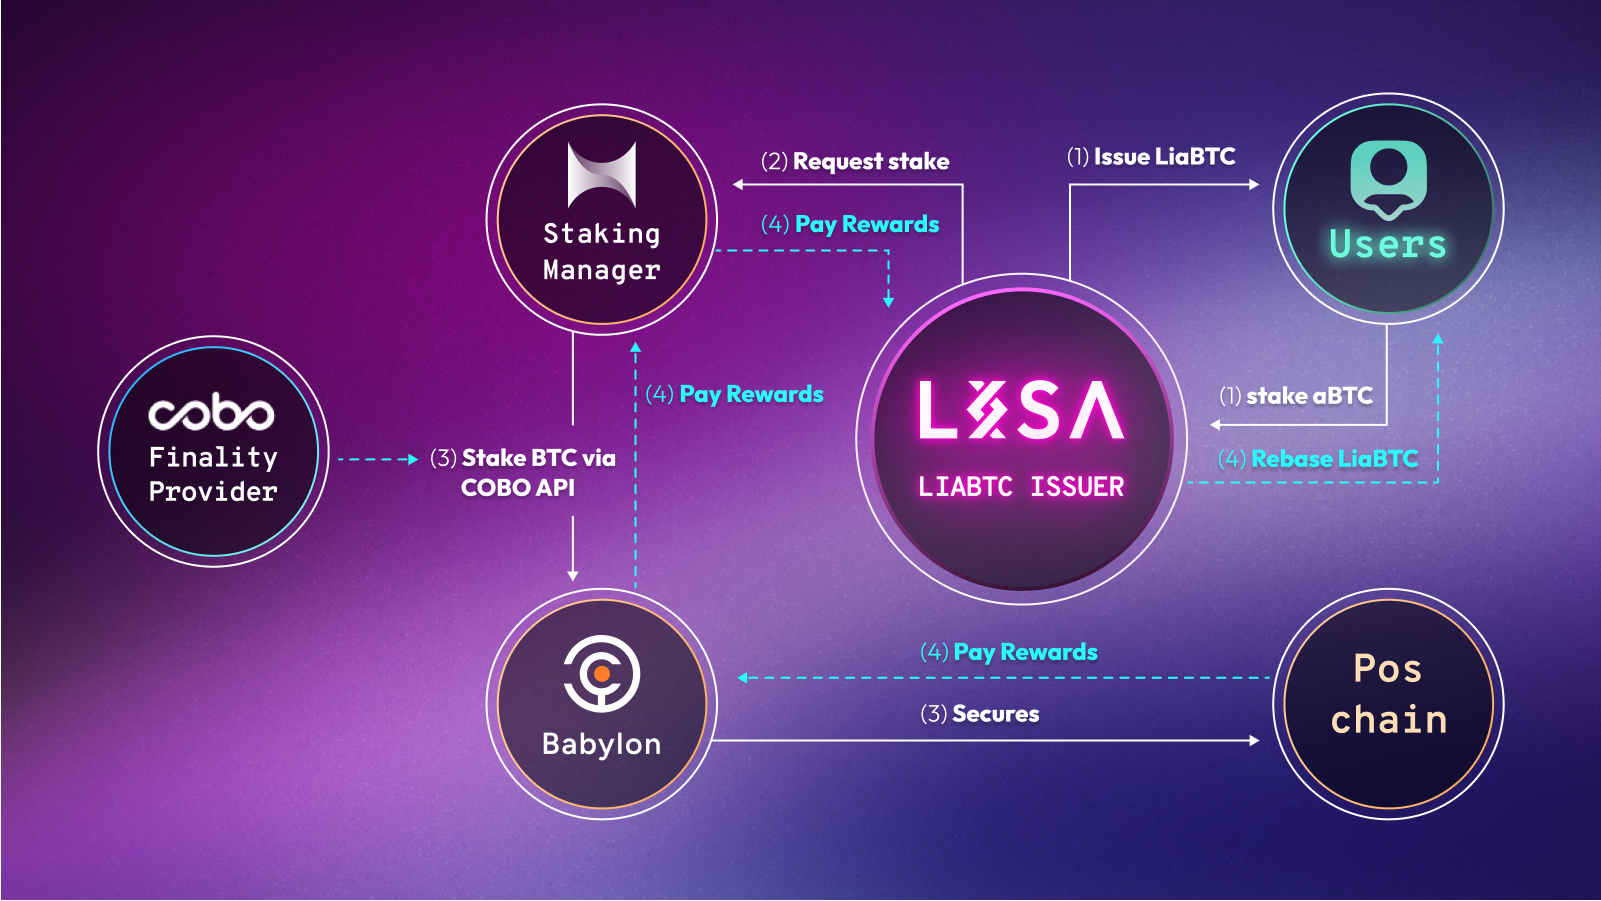 (2) Request stake
(1) Issue LiaBTC
Users
(4) Pay Rewards
Staking
Manager
(4) Pay Rewards
(1) stake aBTC
(4) Rebase LiaBTC
LISA
LIABTC ISSUER
cobo
Finality
Provider
(3) Stake BTC via
COBO API
(4) Pay Rewards
(3) Secures
Babylon
Pos
chain